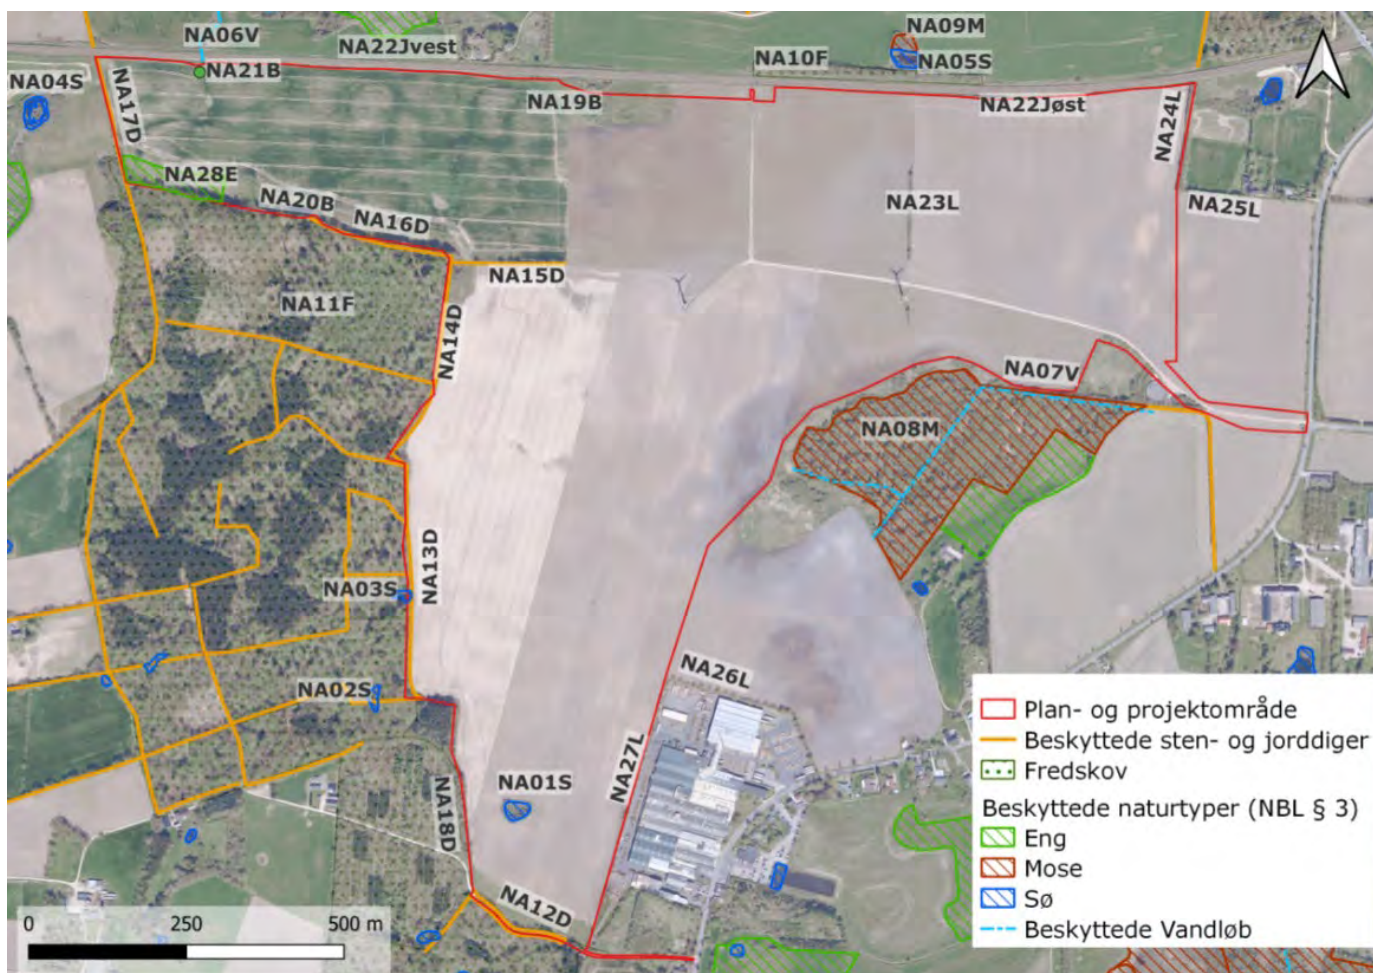 NA06V
NA22Jvest
NA09M
NA21B
NA10F
NA05S
NA04S
NA17D
NA19B
NA22Jøst
NA24L
NA28E
NA20B
NA16D
NA23L
NA25L
NA15D
NA11F
NA14D
NA07V
NA08M
NA13D
NA03S
NA02S
NA26L
NA27L
NA01S
NA18D
NA12D
Plan- og projektområde
Beskyttede sten- og jorddiger
Fredskov
Beskyttede naturtyper (NBL § 3)
Eng
Mose
Sø
Beskyttede Vandløb
0 250 500 m